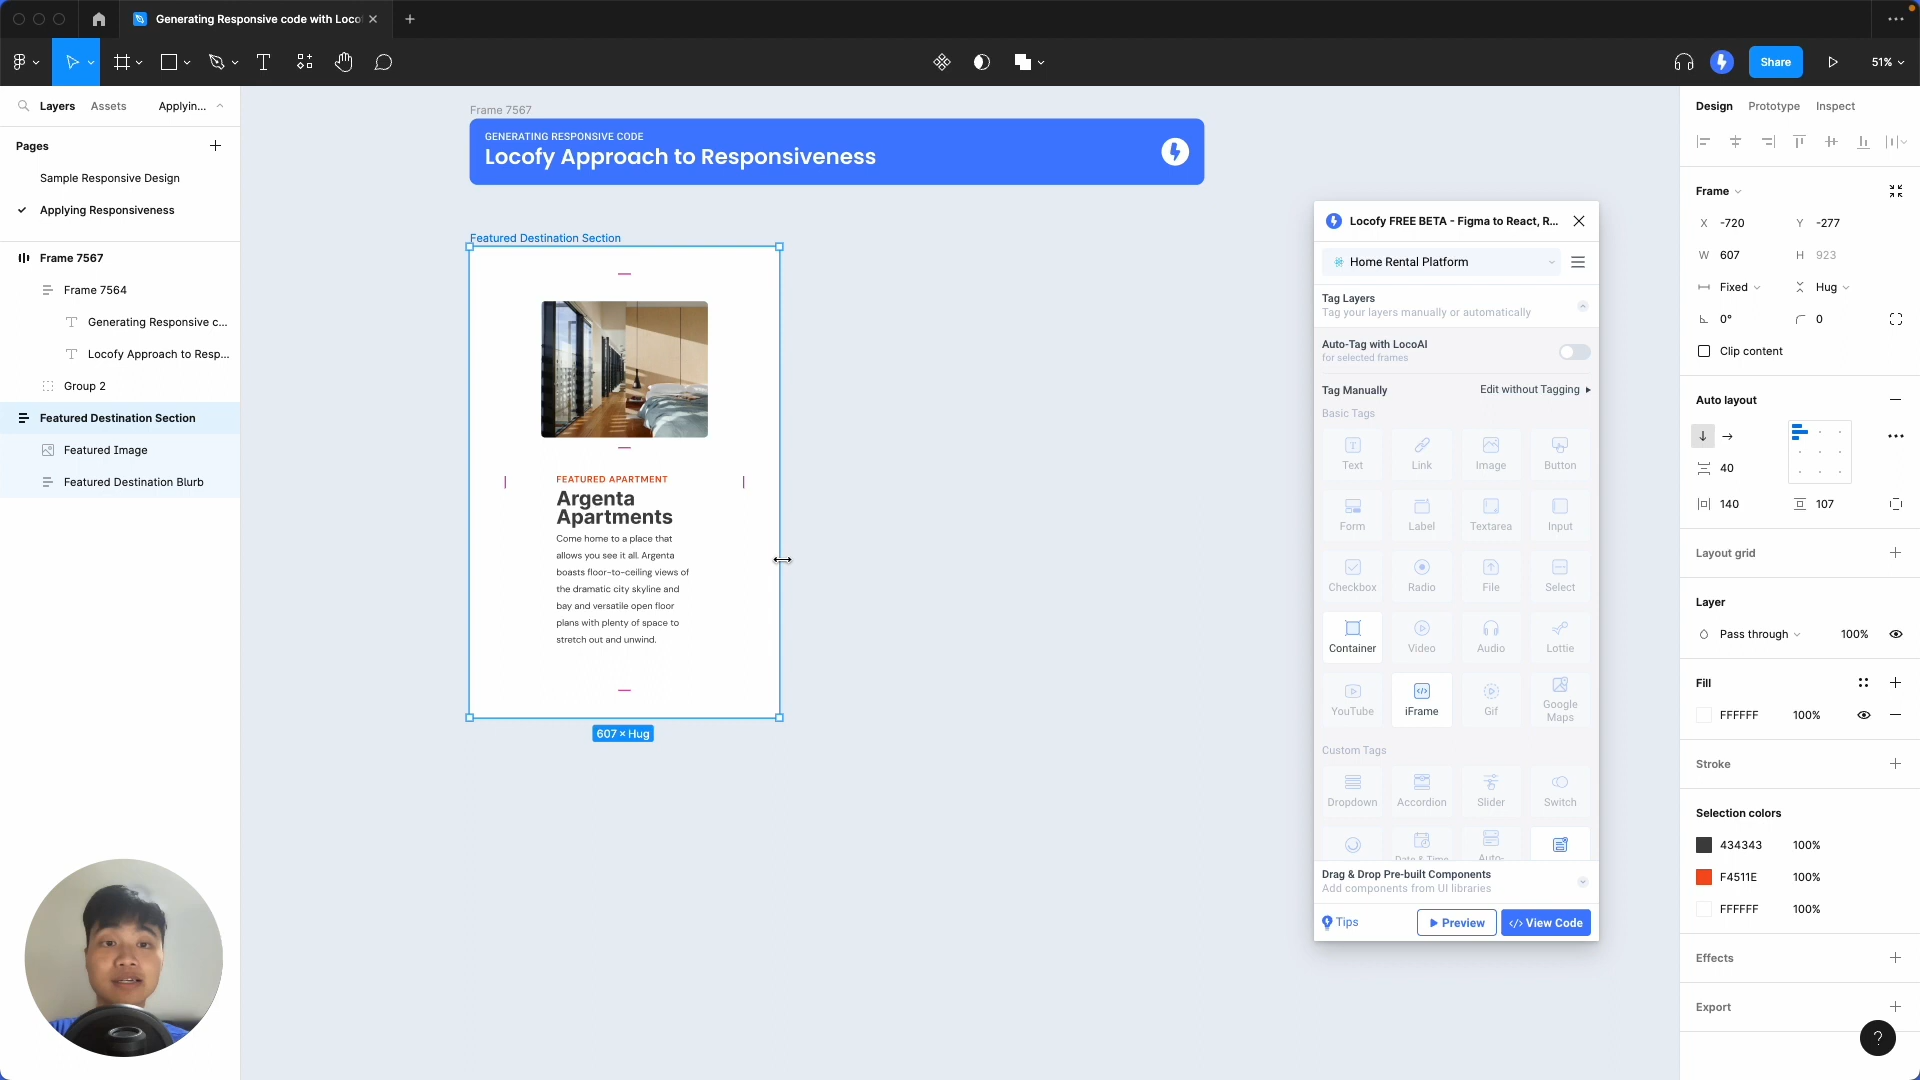 Generating Responsive code with Loco
Share
51%
Layers
Assets
Applyin...
Pages
Sample Responsive Design
Applying Responsiveness
Frame 7567
Frame 7564
Generating Responsive c...
Locofy Approach to Resp...
Group 2
Featured Destination Section
Featured Image
Featured Destination Blurb
Frame 7567
GENERATING RESPONSIVE CODE
Locofy Approach to Responsiveness
Featured Destination Section
FEATURED APARTMENT
Argenta
Apartments
Come home to a place that
allows you see it all. Argenta
boasts floor-to-ceiling views of
the dramatic city skyline and
bay and versatile open floor
plans with plenty of space to
stretch out and unwind.
607 × Hug
Locofy FREE BETA - Figma to React, R...
Home Rental Platform
Tag Layers
Tag your layers manually or automatically
Auto-Tag with LocoAI
for selected frames
Tag Manually
Edit without Tagging
Basic Tags
Text
Link
Image
Button
Form
Label
Textarea
Input
Checkbox
Radio
File
Select
Container
Video
Audio
Lottie
YouTube
iFrame
Gif
Google
Maps
Custom Tags
Dropdown
Accordion
Slider
Switch
Date & Time
Auto-
Drag & Drop Pre-built Components
Add components from UI libraries
Tips
Preview
</> View Code
Design
Prototype
Inspect
Frame
X -720
Y -277
W 607
H 923
Fixed
Hug
0°
0
Clip content
Auto layout
40
140
107
Layout grid
Layer
Pass through
100%
Fill
FFFFFF
100%
Stroke
Selection colors
434343
100%
F4511E
100%
FFFFFF
100%
Effects
Export
?